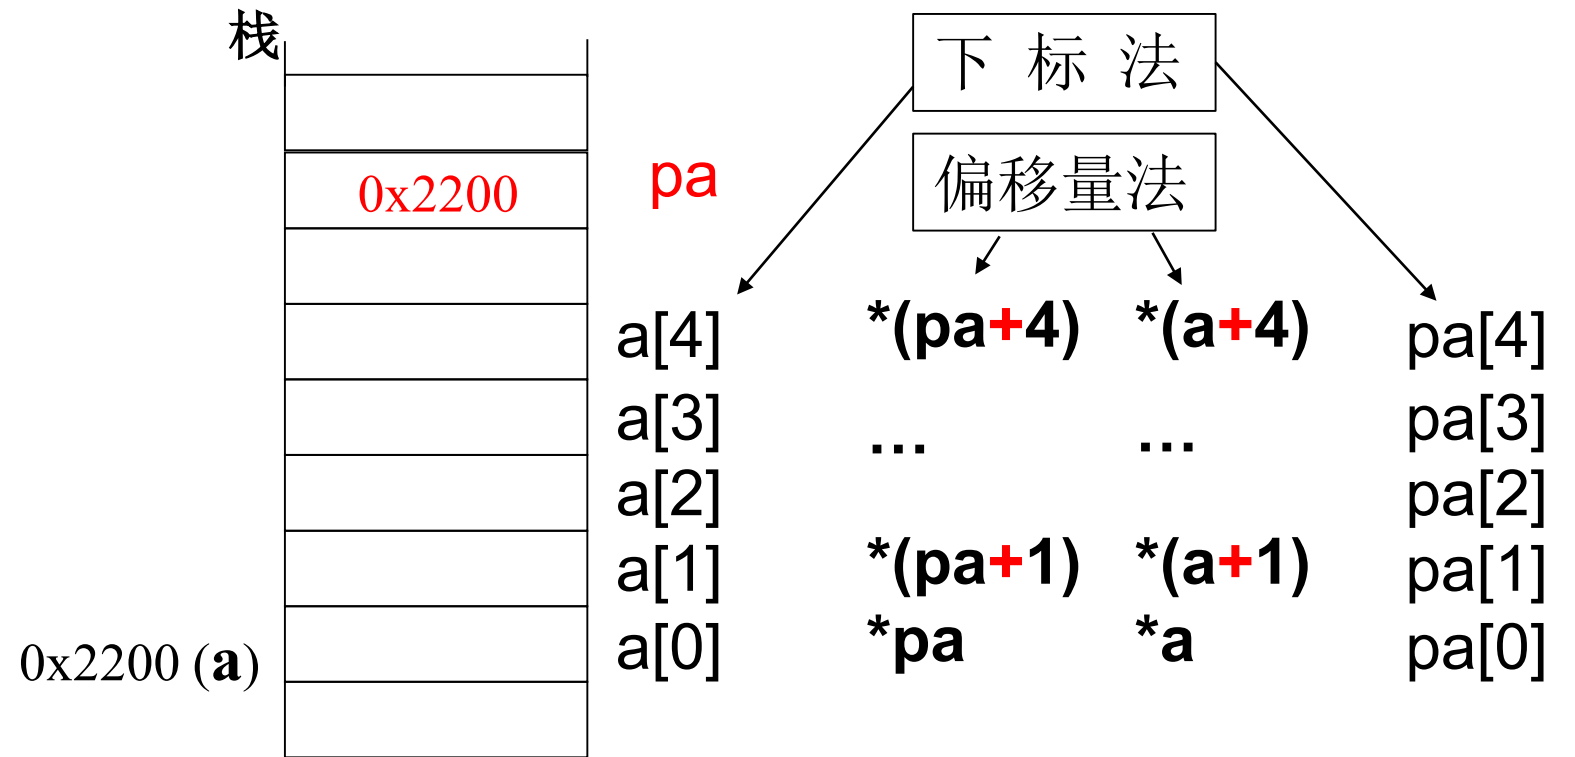 栈
下 标 法
偏移量法
0x2200 pa
a[4] *(pa+4) *(a+4) pa[4]
a[3] ... ... pa[3]
a[2] pa[2]
a[1] *(pa+1) *(a+1) pa[1]
0x2200 (a) a[0] *pa *a pa[0]